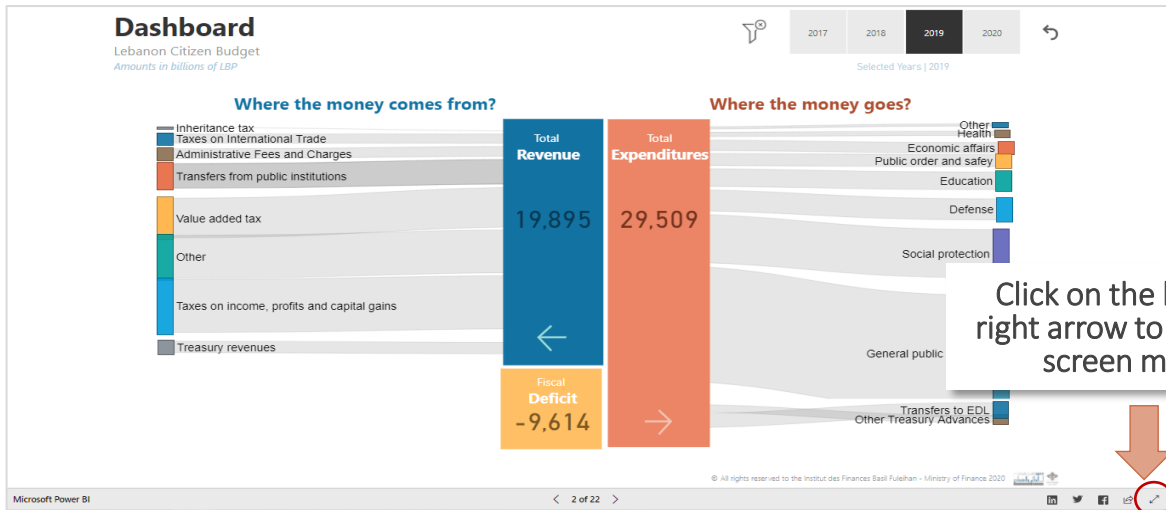 Dashboard
Lebanon Citizen Budget
Amounts in billions of LBP
2017
2018
2019
2020
Selected Years | 2019
Where the money comes from?
Where the money goes?
Inheritance tax
Taxes on International Trade
Administrative Fees and Charges
Transfers from public institutions
Value added tax
Other
Taxes on income, profits and capital gains
Treasury revenues
Total
Revenue
19,895
Fiscal
Deficit
-9,614
Total
Expenditures
29,509
Other
Health
Economic affairs
Public order and safey
Education
Defense
Social protection
General public
Transfers to EDL
Other Treasury Advances
Click on the
right arrow to
screen m
© All rights reserved to the Institut des Finances Basil Fuleihan - Ministry of Finance 2020
Microsoft Power BI
< 2 of 22 >